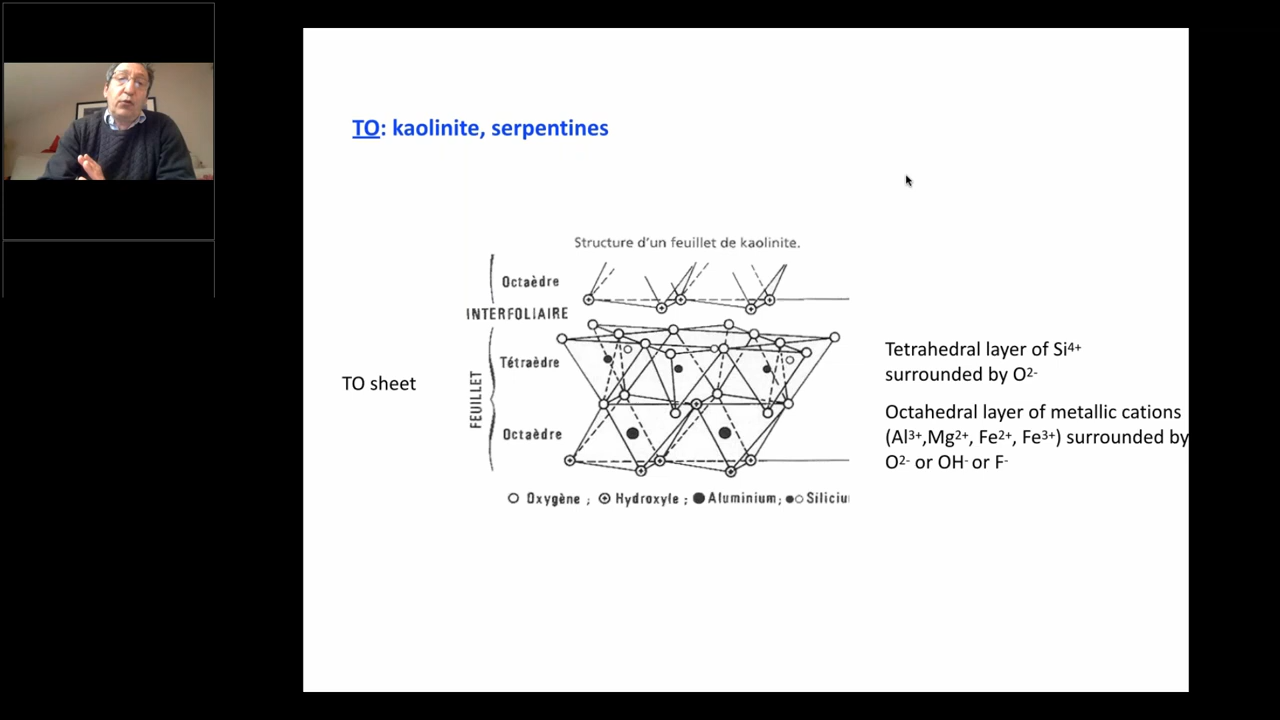 TO: kaolinite, serpentines
Structure d'un feuillet de kaolinite.
Octaèdre
INTERFOLIAIRE
Tétraèdre
TO sheet
FEUILLET
Octaèdre
Oxygène ; Hydroxyle ; Aluminium ;
Tetrahedral layer of Si4+
surrounded by O2-
Octahedral layer of metallic cations
(Al3+,Mg2+, Fe2+, Fe3+) surrounded by
O2- or OH- or F-